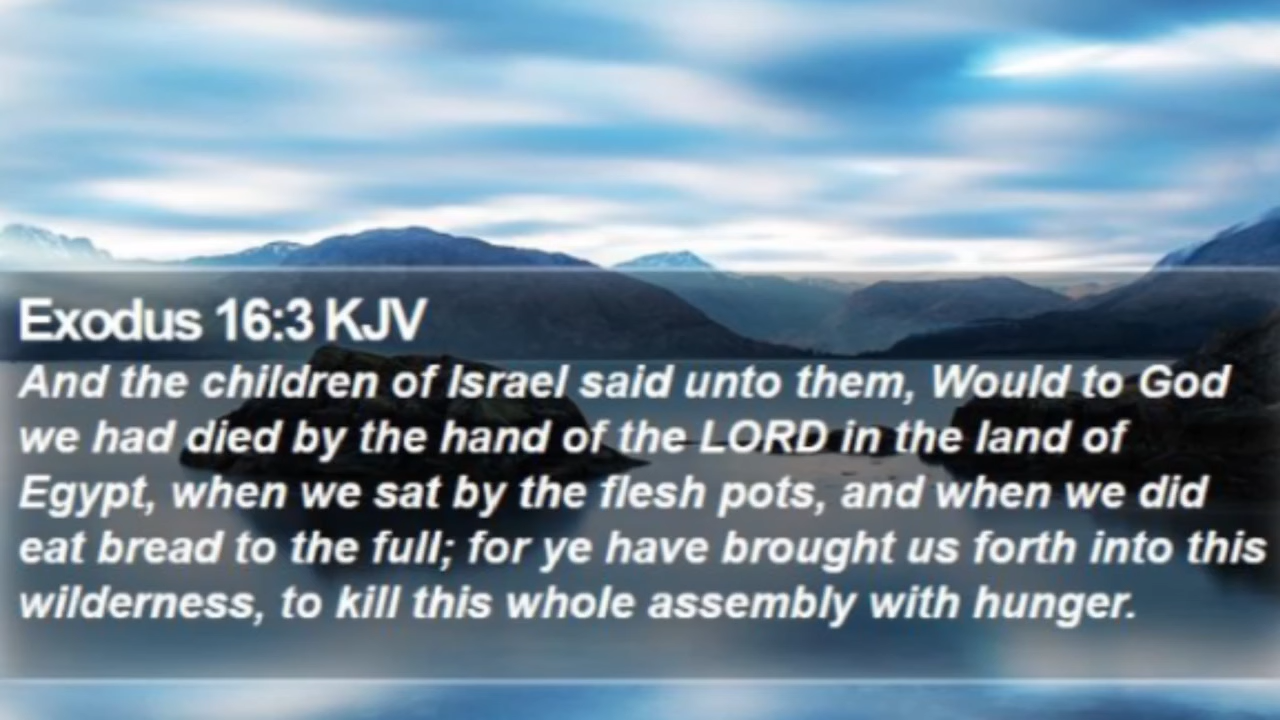 Exodus 16:3 KJV
And the children of Israel said unto them, Would to God
we had died by the hand of the LORD in the land of
Egypt, when we sat by the flesh pots, and when we did
eat bread to the full; for ye have brought us forth into this
wilderness, to kill this whole assembly with hunger.